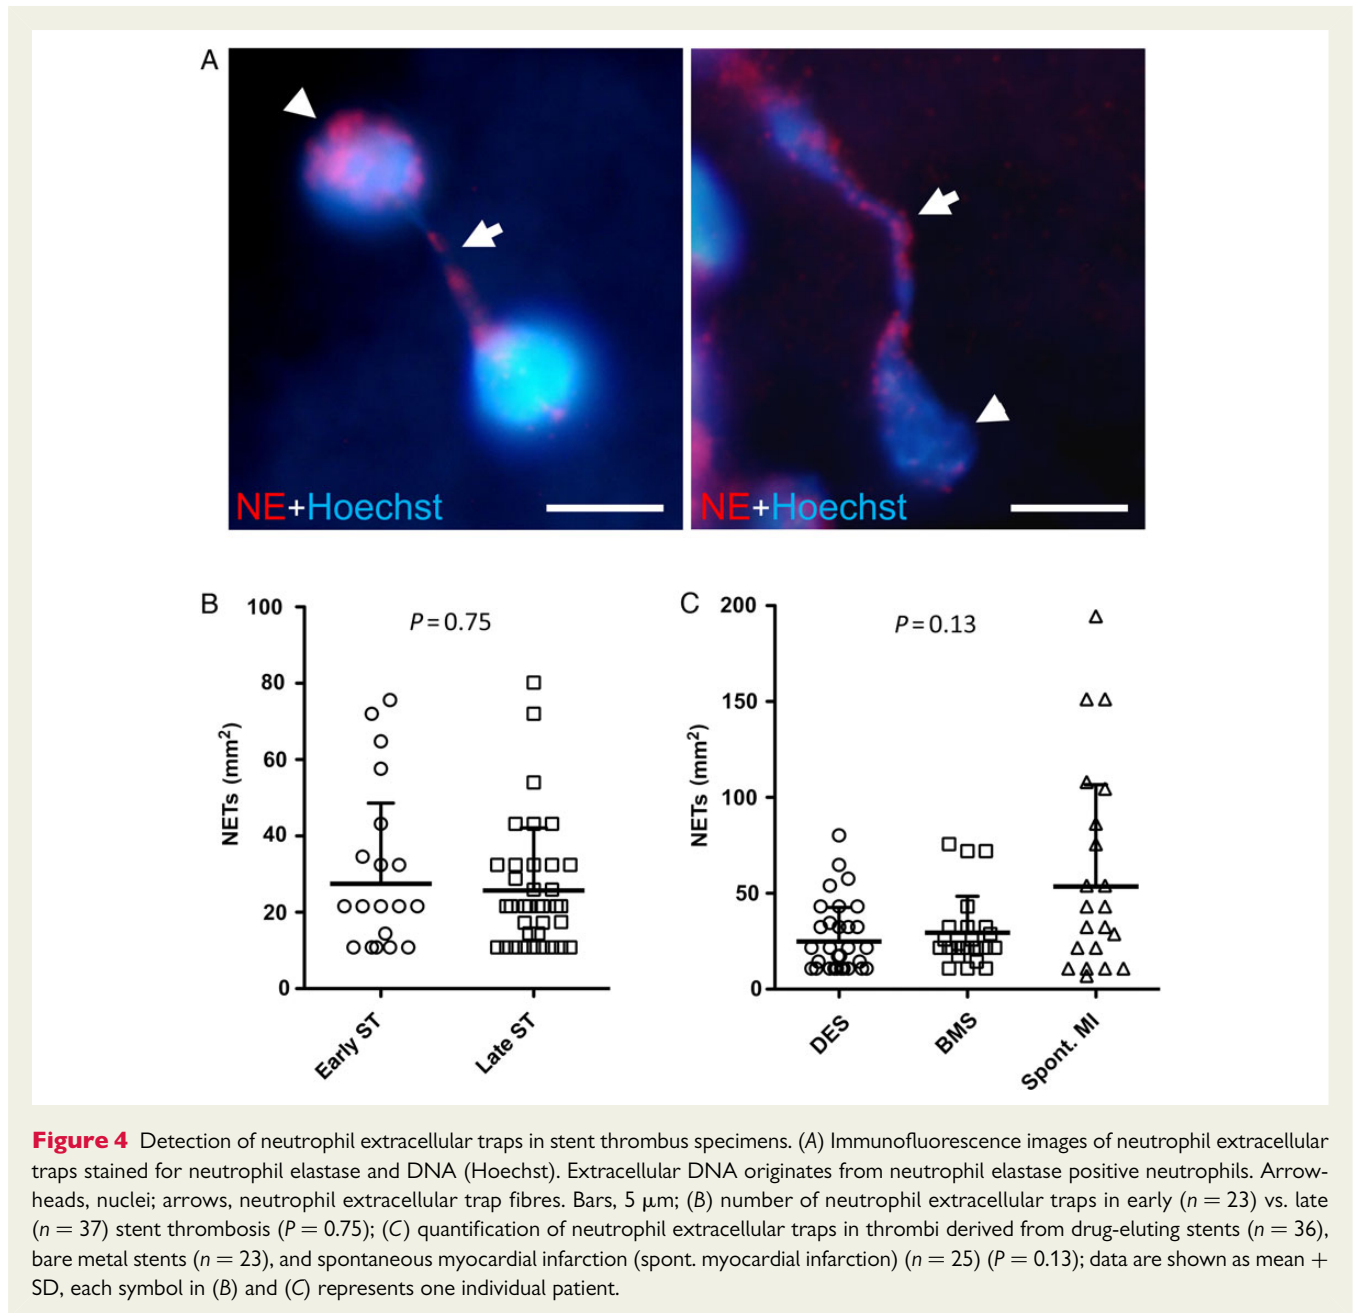 A
NE+Hoechst
NE+Hoechst
B
100
80
60
40
20
0
NETs (mm²)
P = 0.75
Early ST
Late ST
C
200
150
100
50
0
NETs (mm²)
P = 0.13
DES
BMS
Spont. MI
Figure 4 Detection of neutrophil extracellular traps in stent thrombus specimens. (A) Immunofluorescence images of neutrophil extracellular
traps stained for neutrophil elastase and DNA (Hoechst). Extracellular DNA originates from neutrophil elastase positive neutrophils. Arrow-
heads, nuclei; arrows, neutrophil extracellular trap fibres. Bars, 5 μm; (B) number of neutrophil extracellular traps in early (n = 23) vs. late
(n = 37) stent thrombosis (P = 0.75); (C) quantification of neutrophil extracellular traps in thrombi derived from drug-eluting stents (n = 36),
bare metal stents (n = 23), and spontaneous myocardial infarction (spont. myocardial infarction) (n = 25) (P = 0.13); data are shown as mean +
SD, each symbol in (B) and (C) represents one individual patient.